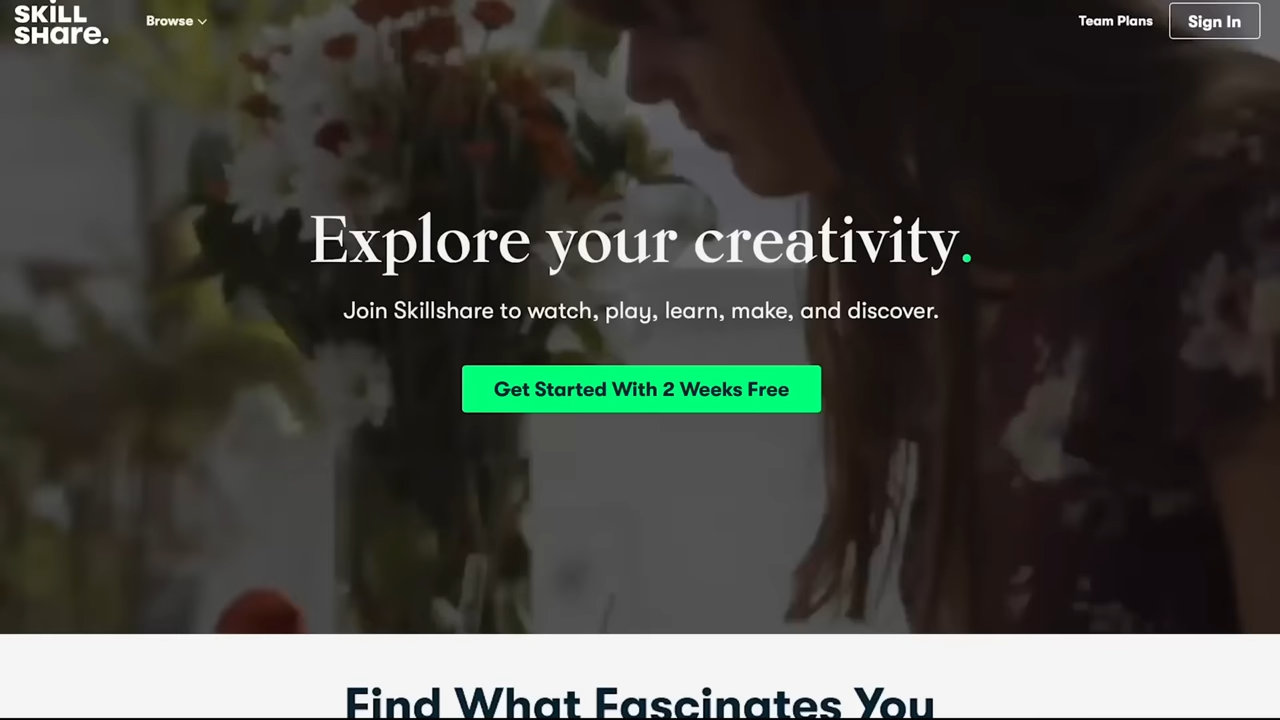 SKiLL
SHare.
Browse
Team Plans
Sign In
Explore your creativity.
Join Skillshare to watch, play, learn, make, and discover.
Get Started With 2 Weeks Free
Find What Fascinates You